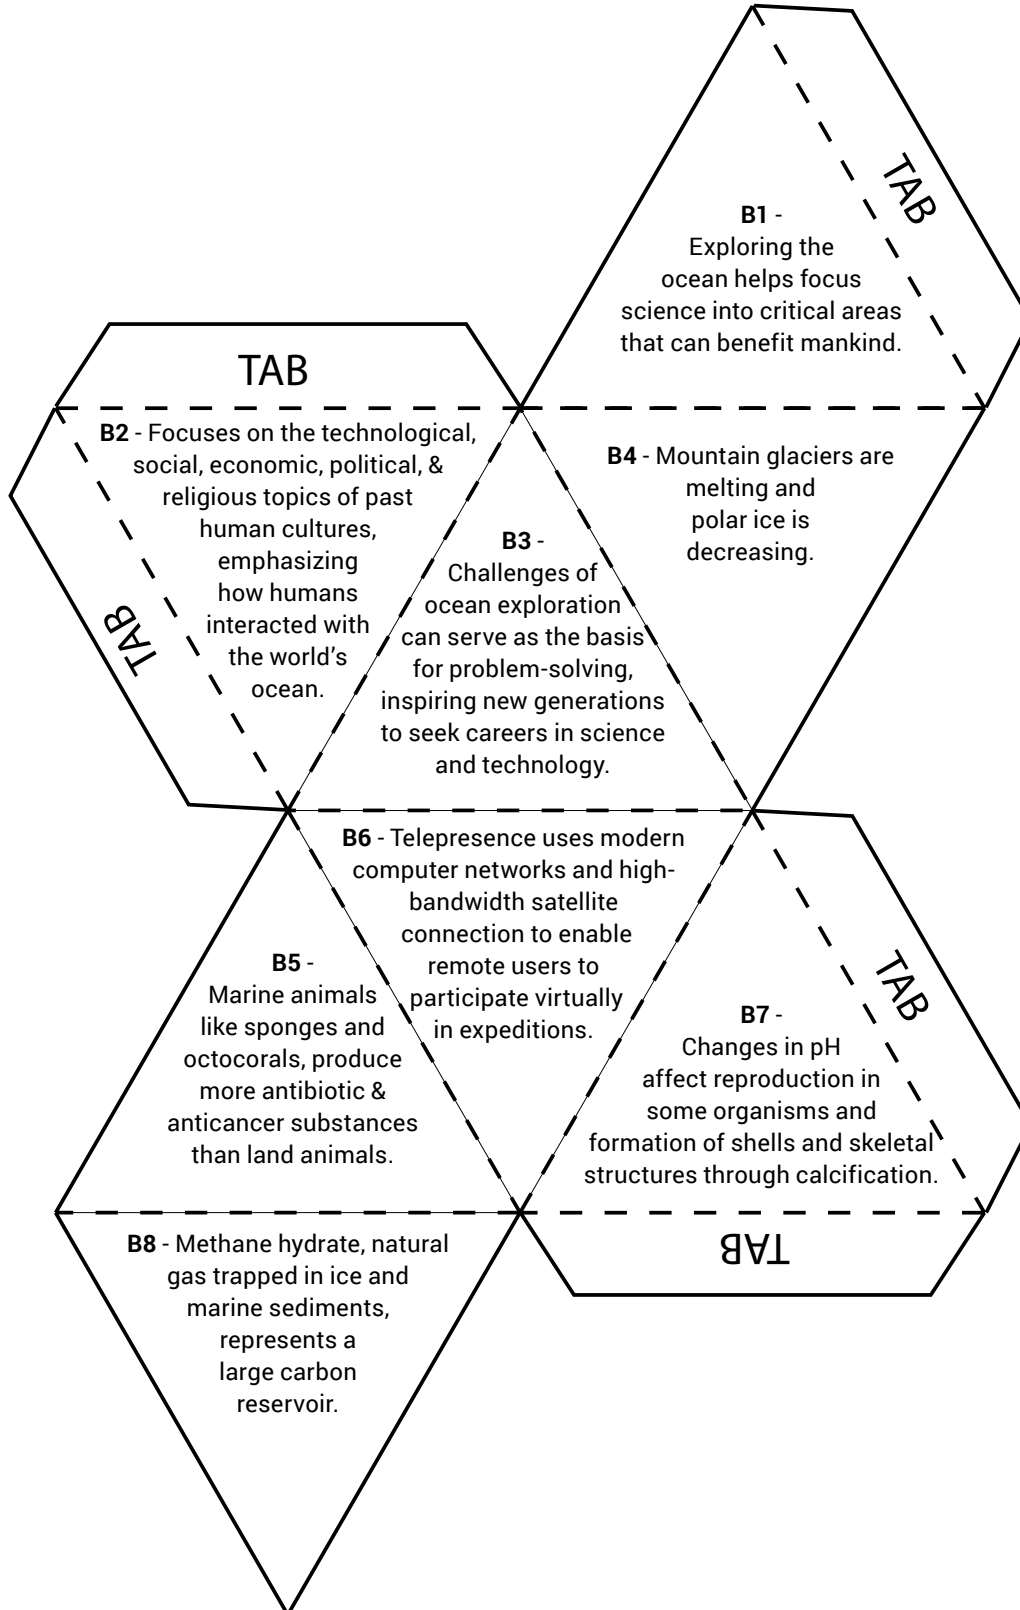 TAB
B1 -
Exploring the
ocean helps focus
science into critical areas
that can benefit mankind.
TAB
B2 - Focuses on the technological,
social, economic, political, &
religious topics of past
human cultures,
emphasizing
how humans
interacted with
the world's
ocean.
TAB
B4 - Mountain glaciers are
melting and
polar ice is
decreasing.
B3 -
Challenges of
ocean exploration
can serve as the basis
for problem-solving,
inspiring new generations
to seek careers in science
and technology.
B6 - Telepresence uses modern
computer networks and high-
bandwidth satellite
connection to enable
remote users to
participate virtually
in expeditions.
B5 -
Marine animals
like sponges and
octocorals, produce
more antibiotic &
anticancer substances
than land animals.
TAB
B7 -
Changes in pH
affect reproduction in
some organisms and
formation of shells and skeletal
structures through calcification.
TAB
B8 - Methane hydrate, natural
gas trapped in ice and
marine sediments,
represents a
large carbon
reservoir.